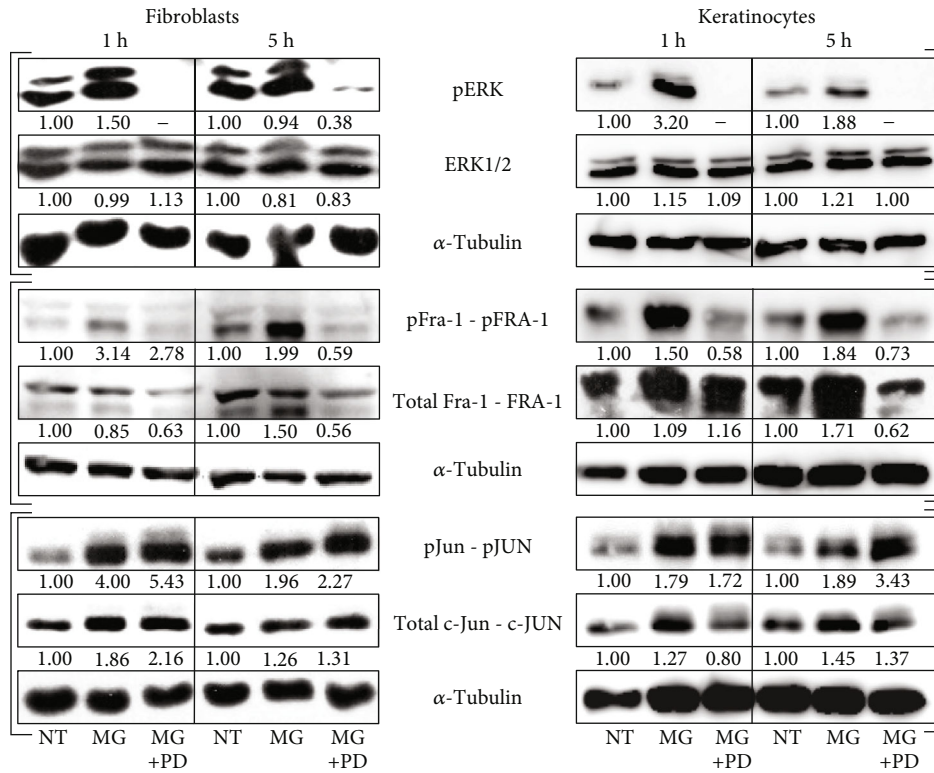 Fibroblasts Keratinocytes
1 h 5 h 1 h 5 h
pERK
1.00 1.50 – 1.00 0.94 0.38 1.00 3.20 – 1.00 1.88 –
ERK1/2
1.00 0.99 1.13 1.00 0.81 0.83 1.00 1.15 1.09 1.00 1.21 1.00
α-Tubulin
pFra-1 - pFRA-1
1.00 3.14 2.78 1.00 1.99 0.59 1.00 1.50 0.58 1.00 1.84 0.73
Total Fra-1 - FRA-1
1.00 0.85 0.63 1.00 1.50 0.56 1.00 1.09 1.16 1.00 1.71 0.62
α-Tubulin
pJun - pJUN
1.00 4.00 5.43 1.00 1.96 2.27 1.00 1.79 1.72 1.00 1.89 3.43
Total c-Jun - c-JUN
1.00 1.86 2.16 1.00 1.26 1.31 1.00 1.27 0.80 1.00 1.45 1.37
α-Tubulin
NT MG MG NT MG MG NT MG MG NT MG MG
+PD +PD +PD +PD